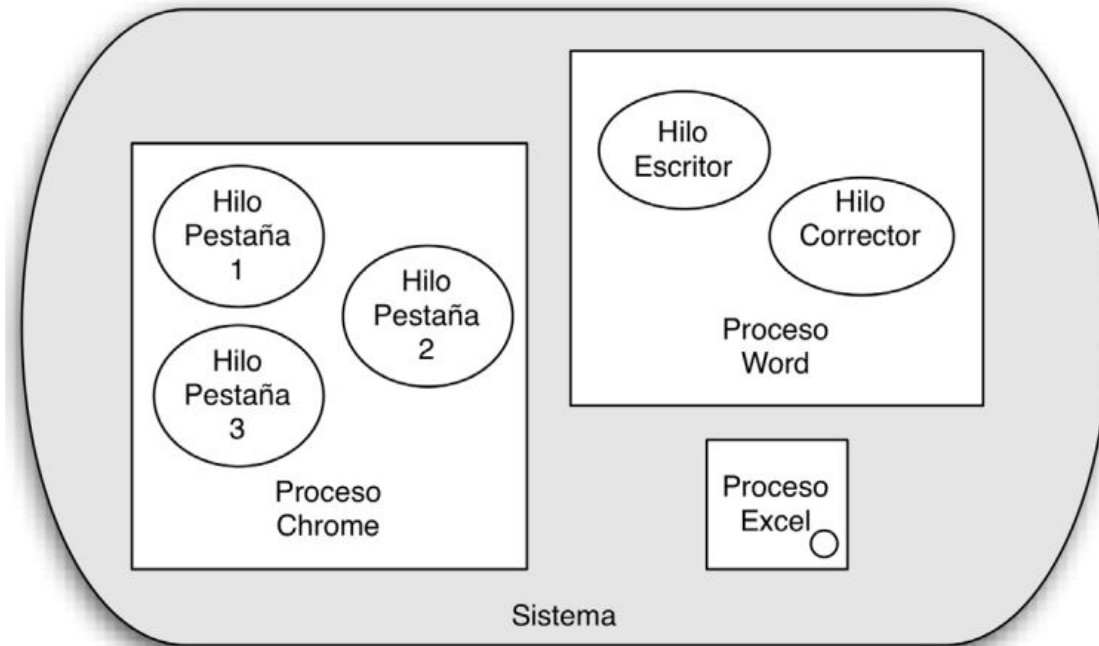 Hilo
Pestaña
1
Hilo
Pestaña
2
Hilo
Pestaña
3
Proceso
Chrome
Hilo
Escritor
Hilo
Corrector
Proceso
Word
Proceso
Excel
Sistema